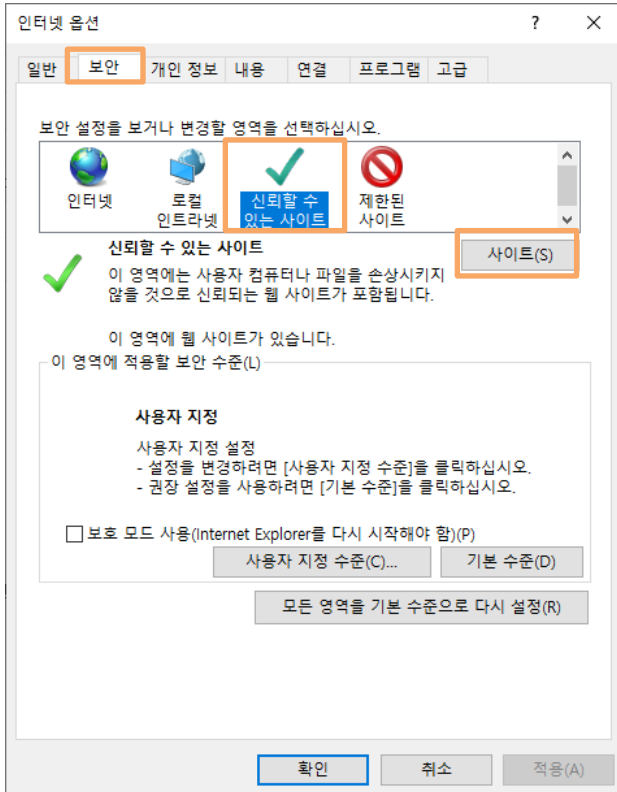 인터넷 옵션
일반 보안 개인 정보 내용 연결 프로그램 고급
보안 설정을 보거나 변경할 영역을 선택하십시오.
인터넷
로컬
인트라넷
신뢰할 수
있는 사이트
제한된
사이트
신뢰할 수 있는 사이트
사이트(S)
이 영역에는 사용자 컴퓨터나 파일을 손상시키지
않을 것으로 신뢰되는 웹 사이트가 포함됩니다.
이 영역에 웹 사이트가 있습니다.
이 영역에 적용할 보안 수준(L)
사용자 지정
사용자 지정 설정
- 설정을 변경하려면 [사용자 지정 수준]을 클릭하십시오.
- 권장 설정을 사용하려면 [기본 수준]을 클릭하십시오.
보호 모드 사용(Internet Explorer를 다시 시작해야 함)(P)
사용자 지정 수준(C)... 기본 수준(D)
모든 영역을 기본 수준으로 다시 설정(R)
확인 취소 적용(A)